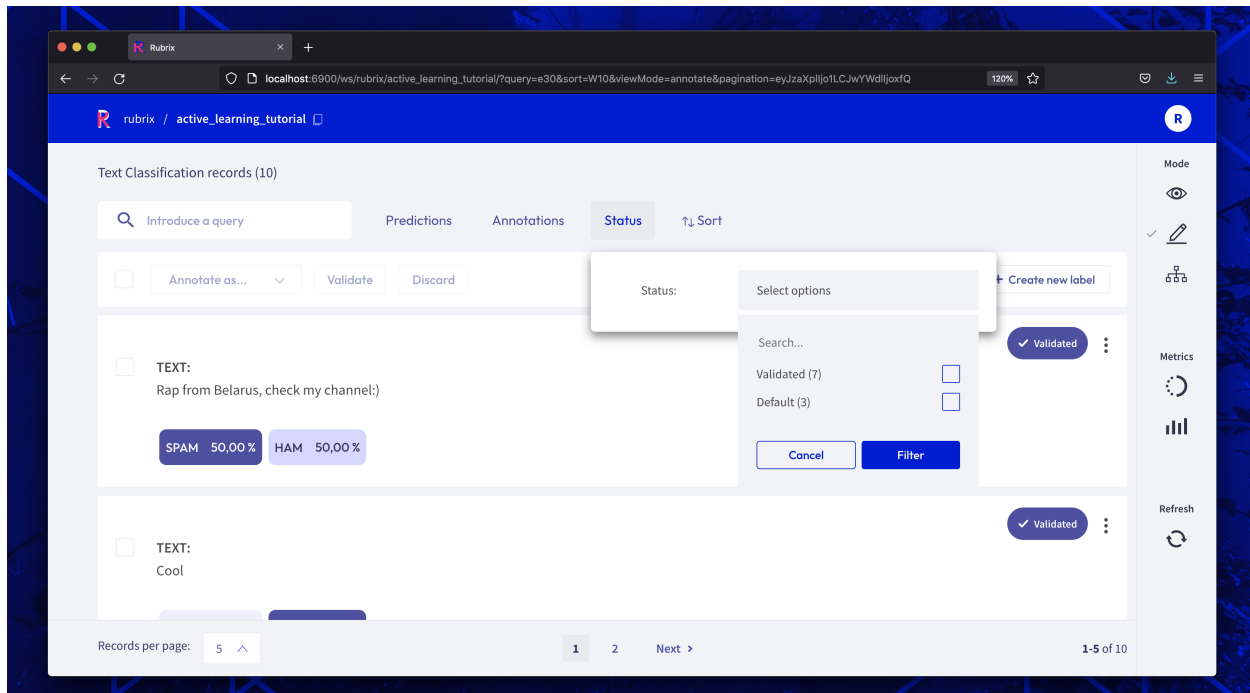 Rubrix
localhost:6900/ws/rubrix/active_learning_tutorial/?query=e30&sort=W10&viewMode=annotate&pagination=eyJzaXplIjo1LCJwYWdlIjoxfQ
120%
R rubrix / active_learning_tutorial
R
Text Classification records (10)
Mode
Introduce a query
Predictions
Annotations
Status
Sort
Annotate as...
Validate
Discard
Status:
Select options
+ Create new label
Search...
Validated (7)
Default (3)
Cancel
Filter
Validated
TEXT:
Rap from Belarus, check my channel:)
SPAM 50,00 %
HAM 50,00 %
Metrics
Validated
TEXT:
Cool
Refresh
Records per page:
5
1
2
Next
1-5 of 10